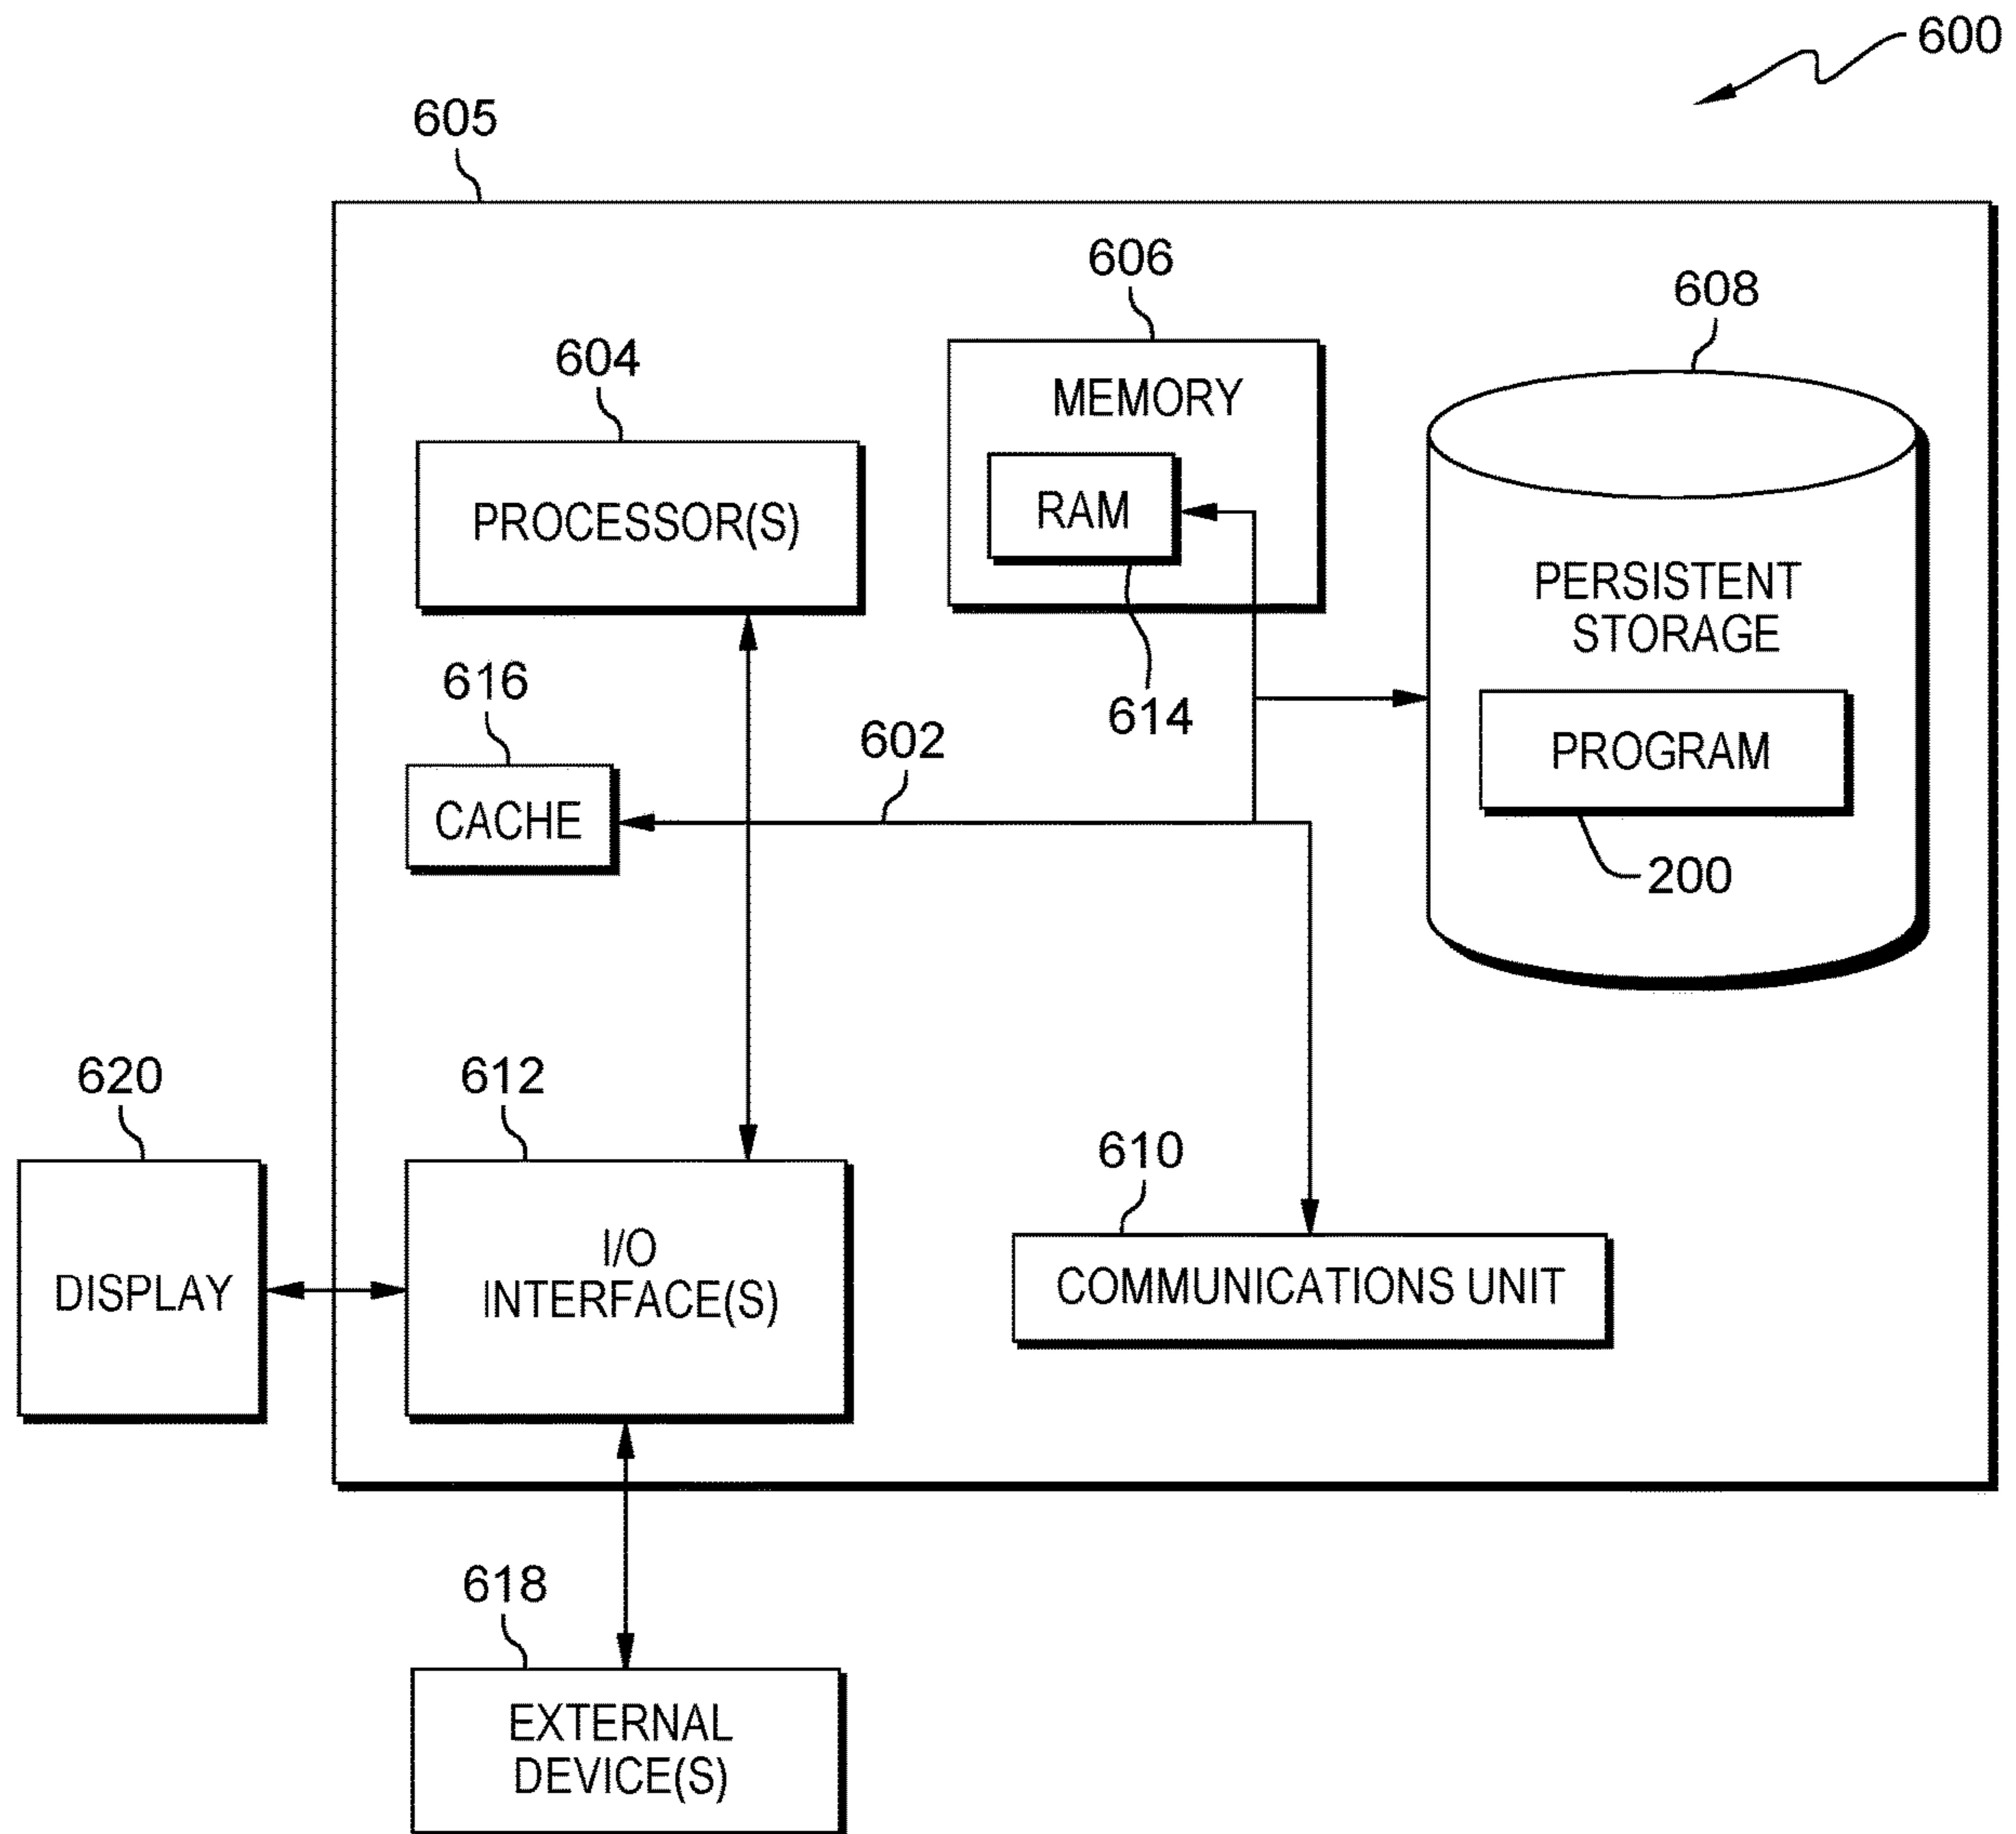 600
605
606
608
604
MEMORY
RAM
PROCESSOR(S)
PERSISTENT
STORAGE
616
614
602
PROGRAM
CACHE
200
620
612
610
I/O
INTERFACE(S)
DISPLAY
COMMUNICATIONS UNIT
618
EXTERNAL
DEVICE(S)